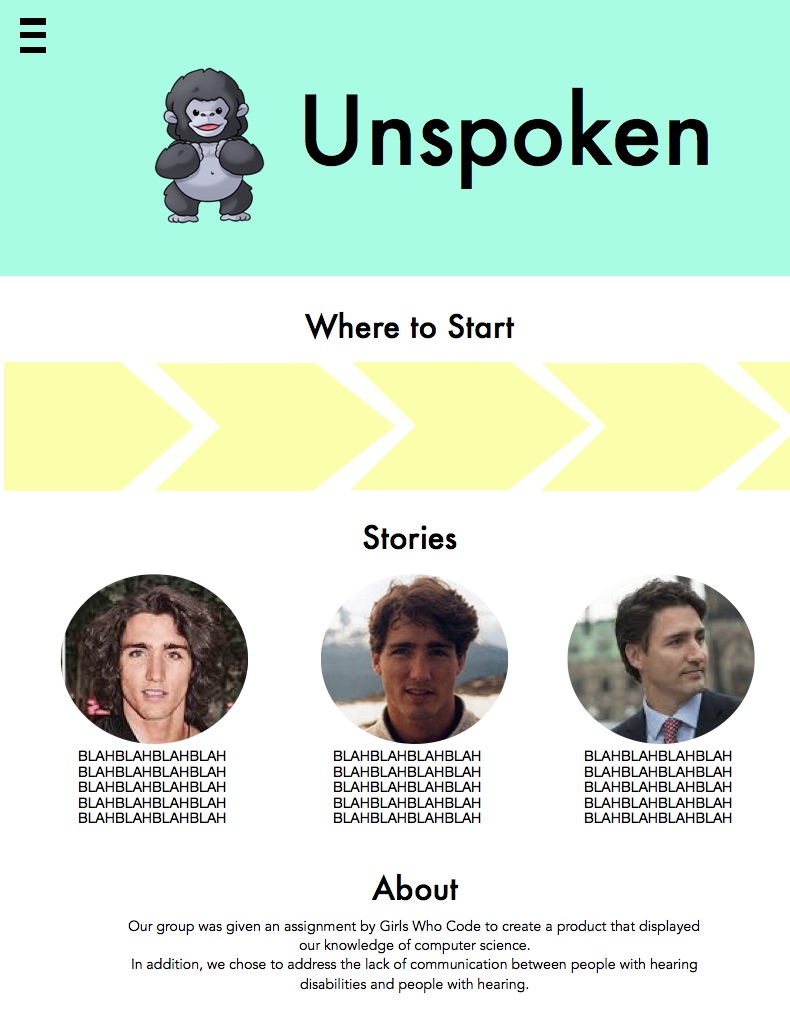 Unspoken
Where to Start
Stories
BLAHBLAHBLAHBLAH BLAHBLAHBLAHBLAH BLAHBLAHBLAHBLAH
BLAHBLAHBLAHBLAH BLAHBLAHBLAHBLAH BLAHBLAHBLAHBLAH
BLAHBLAHBLAHBLAH BLAHBLAHBLAHBLAH BLAHBLAHBLAHBLAH
BLAHBLAHBLAHBLAH BLAHBLAHBLAHBLAH BLAHBLAHBLAHBLAH
BLAHBLAHBLAHBLAH BLAHBLAHBLAHBLAH BLAHBLAHBLAHBLAH
About
Our group was given an assignment by Girls Who Code to create a product that displayed
our knowledge of computer science.
In addition, we chose to address the lack of communication between people with hearing
disabilities and people with hearing.